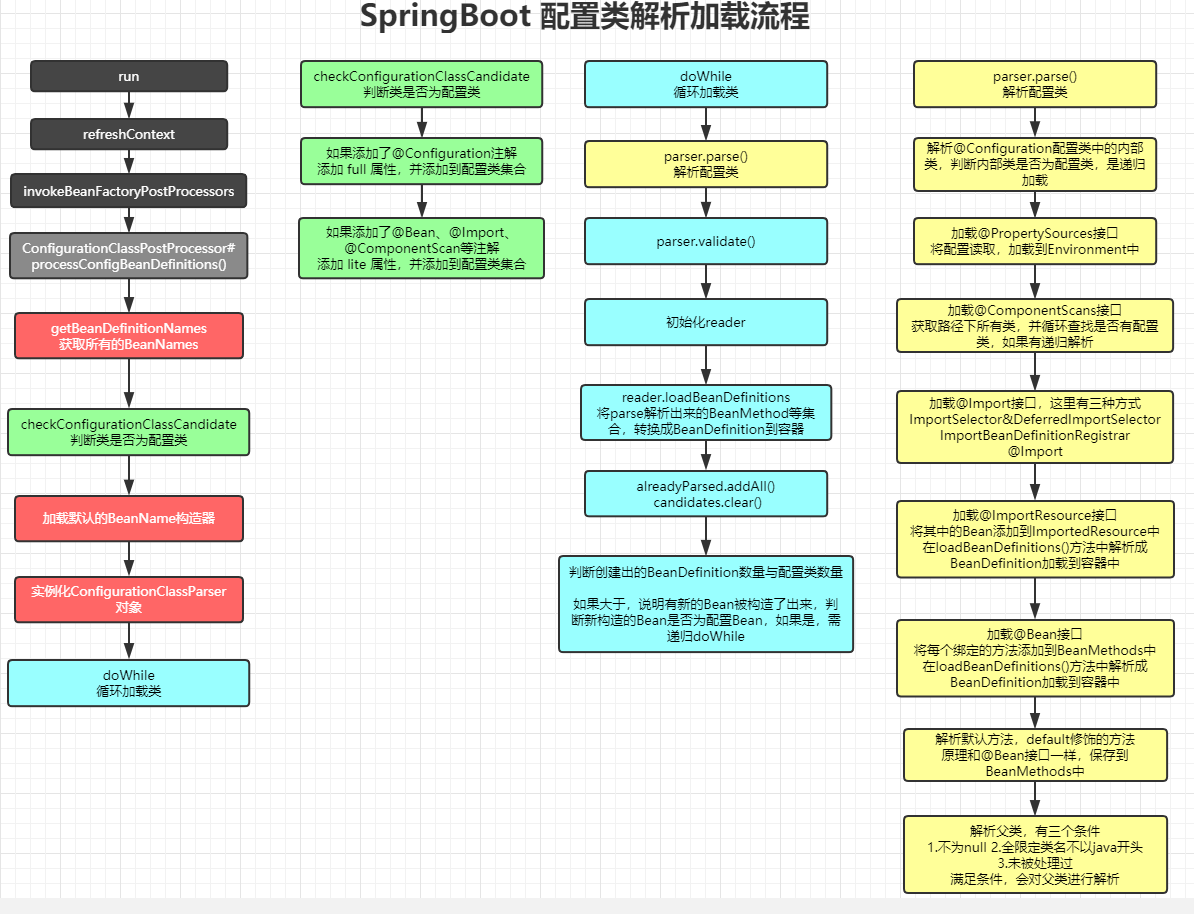 SpringBoot 配置类解析加载流程
run
refreshContext
invokeBeanFactoryPostProcessors
ConfigurationClassPostProcessor#
processConfigBeanDefinitions()
getBeanDefinitionNames
获取所有的BeanNames
checkConfigurationClassCandidate
判断类是否为配置类
加载默认的BeanName构造器
实例化ConfigurationClassParser
对象
doWhile
循环加载类
checkConfigurationClassCandidate
判断类是否为配置类
如果添加了@Configuration注解
添加 full 属性，并添加到配置类集合
如果添加了@Bean、@Import、
@ComponentScan等注解
添加 lite 属性，并添加到配置类集合
doWhile
循环加载类
parser.parse()
解析配置类
parser.validate()
初始化reader
reader.loadBeanDefinitions
将parse解析出来的BeanMethod等集
合，转换成BeanDefinition到容器
alreadyParsed.addAll()
candidates.clear()
判断创建出的BeanDefinition数量与配置类数量
如果大于，说明有新的Bean被构造了出来，判
断新构造的Bean是否为配置Bean，如果是，需
递归doWhile
parser.parse()
解析配置类
解析@Configuration配置类中的内部
类，判断内部类是否为配置类，是递归
加载
加载@PropertySources接口
将配置读取，加载到Environment中
加载@ComponentScans接口
获取路径下所有类，并循环查找是否有配置
类，如果有递归解析
加载@Import接口，这里有三种方式
ImportSelector&DeferredImportSelector
ImportBeanDefinitionRegistrar
@Import
加载@ImportResource接口
将其中的Bean添加到ImportedResource中
在loadBeanDefinitions()方法中解析成
BeanDefinition加载到容器中
加载@Bean接口
将每个绑定的方法添加到BeanMethods中
在loadBeanDefinitions()方法中解析成
BeanDefinition加载到容器中
解析默认方法，default修饰的方法
原理和@Bean接口一样，保存到
BeanMethods中
解析父类，有三个条件
1.不为null 2.全限定类名不以java开头
3.未被处理过
满足条件，会对父类进行解析